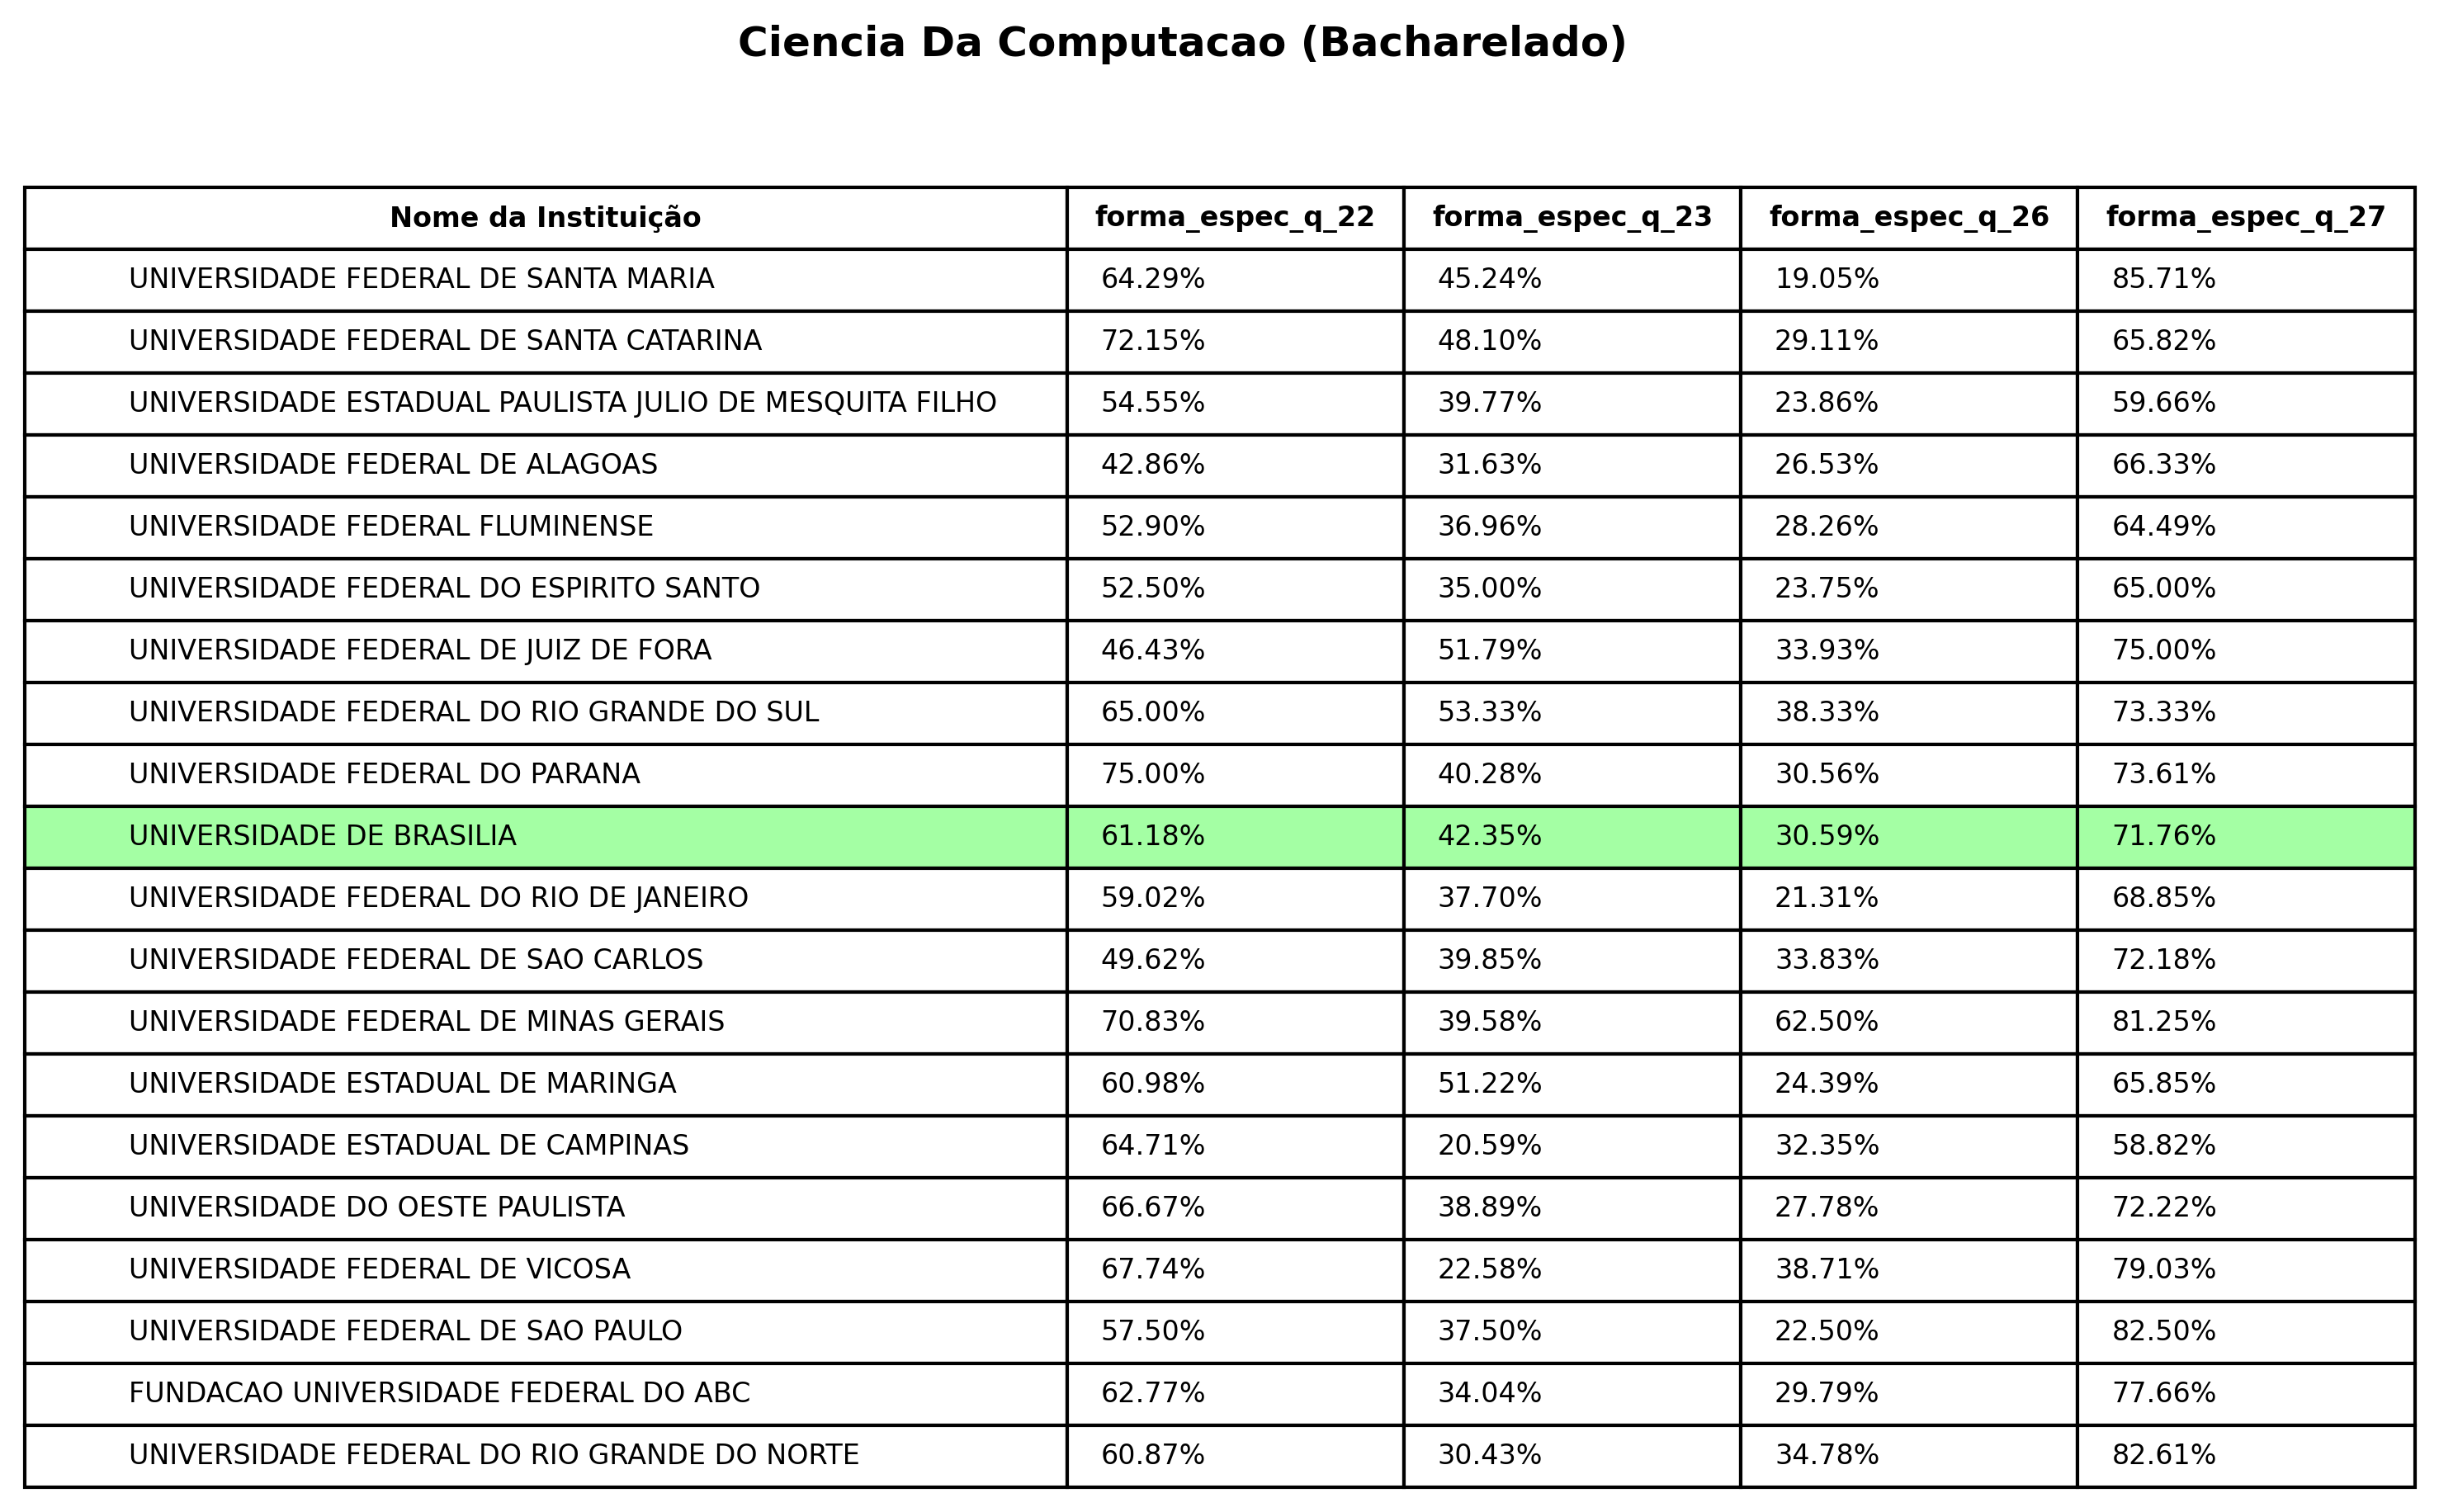 Ciencia Da Computacao (Bacharelado)
Nome da Instituição forma_espec_q_22 forma_espec_q_23 forma_espec_q_26 forma_espec_q_27
UNIVERSIDADE FEDERAL DE SANTA MARIA 64.29% 45.24% 19.05% 85.71%
UNIVERSIDADE FEDERAL DE SANTA CATARINA 72.15% 48.10% 29.11% 65.82%
UNIVERSIDADE ESTADUAL PAULISTA JULIO DE MESQUITA FILHO 54.55% 39.77% 23.86% 59.66%
UNIVERSIDADE FEDERAL DE ALAGOAS 42.86% 31.63% 26.53% 66.33%
UNIVERSIDADE FEDERAL FLUMINENSE 52.90% 36.96% 28.26% 64.49%
UNIVERSIDADE FEDERAL DO ESPIRITO SANTO 52.50% 35.00% 23.75% 65.00%
UNIVERSIDADE FEDERAL DE JUIZ DE FORA 46.43% 51.79% 33.93% 75.00%
UNIVERSIDADE FEDERAL DO RIO GRANDE DO SUL 65.00% 53.33% 38.33% 73.33%
UNIVERSIDADE FEDERAL DO PARANA 75.00% 40.28% 30.56% 73.61%
UNIVERSIDADE DE BRASILIA 61.18% 42.35% 30.59% 71.76%
UNIVERSIDADE FEDERAL DO RIO DE JANEIRO 59.02% 37.70% 21.31% 68.85%
UNIVERSIDADE FEDERAL DE SAO CARLOS 49.62% 39.85% 33.83% 72.18%
UNIVERSIDADE FEDERAL DE MINAS GERAIS 70.83% 39.58% 62.50% 81.25%
UNIVERSIDADE ESTADUAL DE MARINGA 60.98% 51.22% 24.39% 65.85%
UNIVERSIDADE ESTADUAL DE CAMPINAS 64.71% 20.59% 32.35% 58.82%
UNIVERSIDADE DO OESTE PAULISTA 66.67% 38.89% 27.78% 72.22%
UNIVERSIDADE FEDERAL DE VICOSA 67.74% 22.58% 38.71% 79.03%
UNIVERSIDADE FEDERAL DE SAO PAULO 57.50% 37.50% 22.50% 82.50%
FUNDACAO UNIVERSIDADE FEDERAL DO ABC 62.77% 34.04% 29.79% 77.66%
UNIVERSIDADE FEDERAL DO RIO GRANDE DO NORTE 60.87% 30.43% 34.78% 82.61%